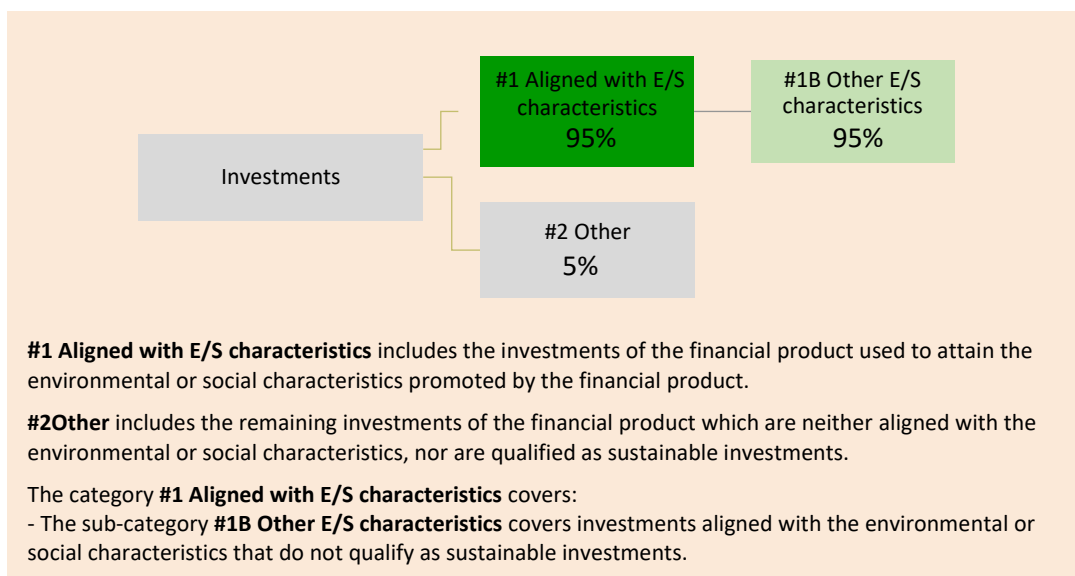 #1 Aligned with E/S
characteristics
95%
#1B Other E/S
characteristics
95%
Investments
#2 Other
5%
#1 Aligned with E/S characteristics includes the investments of the financial product used to attain the
environmental or social characteristics promoted by the financial product.
#2Other includes the remaining investments of the financial product which are neither aligned with the
environmental or social characteristics, nor are qualified as sustainable investments.
The category #1 Aligned with E/S characteristics covers:
- The sub-category #1B Other E/S characteristics covers investments aligned with the environmental or
social characteristics that do not qualify as sustainable investments.